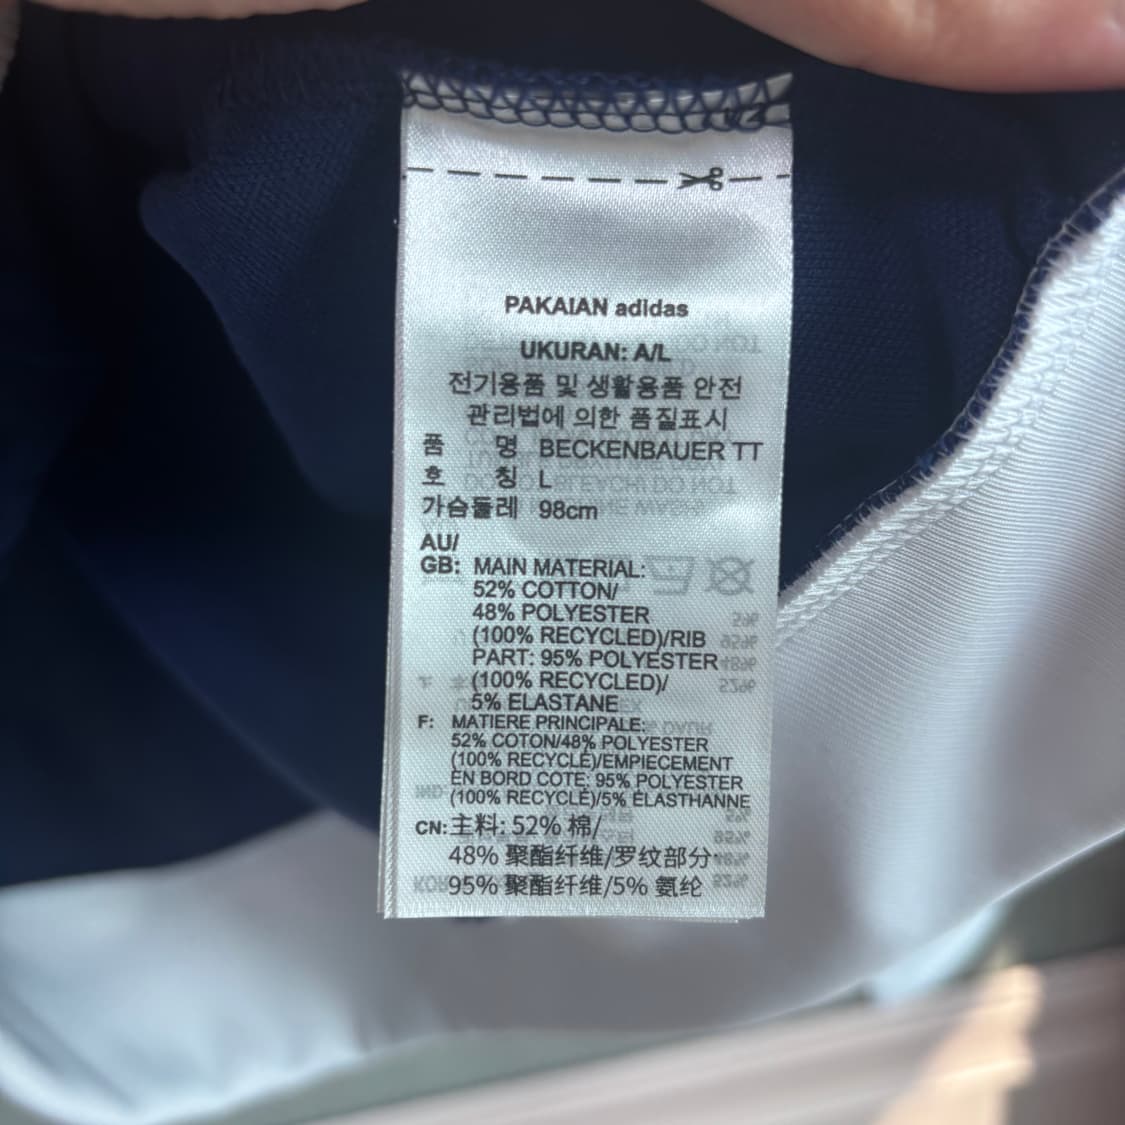 PAKAIAN adidas
UKURAN: A/L
전기용품 및 생활용품 안전
관리법에 의한 품질표시
품 명 BECKENBAUER TT
호 칭 L
가슴둘레 98cm
AU/
GB: MAIN MATERIAL:
52% COTTON/
48% POLYESTER
(100% RECYCLED)/RIB
PART: 95% POLYESTER
(100% RECYCLED)/
5% ELASTANE
F: MATIERE PRINCIPALE:
52% COTON/48% POLYESTER
(100% RECYCLÉ)/EMPIECEMENT
EN BORD COTE: 95% POLYESTER
(100% RECYCLÉ)/5% ÉLASTHANNE
CN: 主料: 52% 棉/
48% 聚酯纤维/罗纹部分
95% 聚酯纤维/5% 氨纶